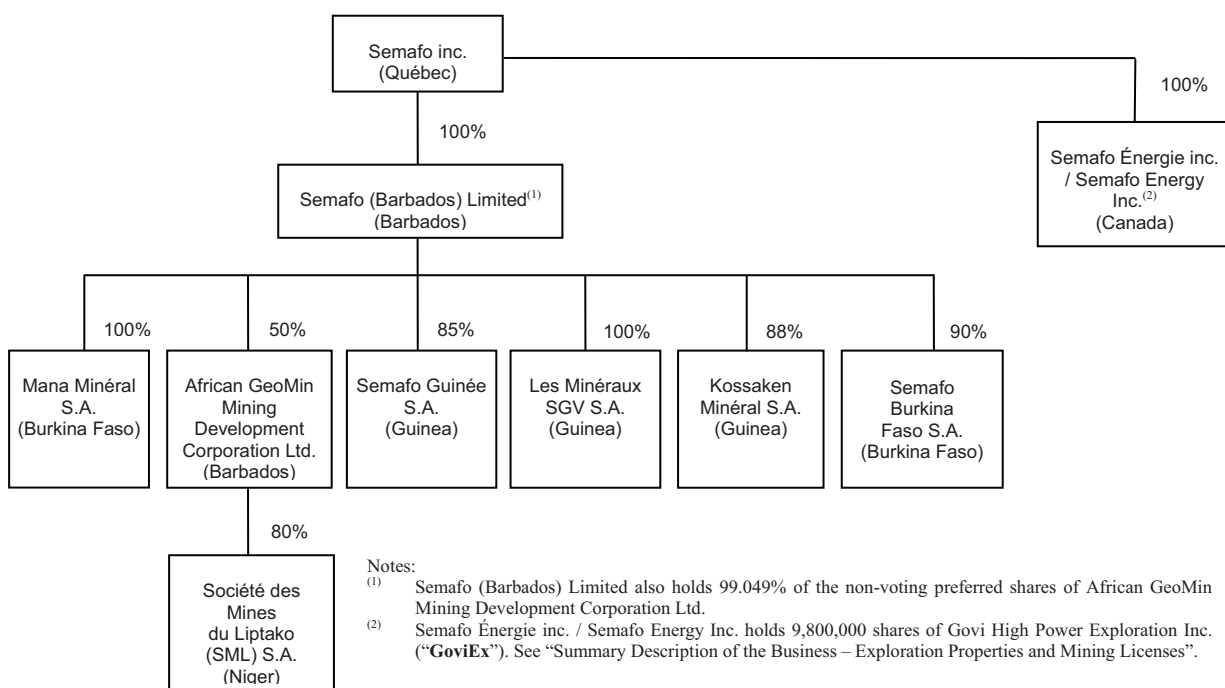 Semafo inc.
(Québec)
100%
100%
Semafo (Barbados) Limited(1)
(Barbados)
Semafo Énergie inc.
/ Semafo Energy
Inc.(2)
(Canada)
100%
50%
85%
100%
88%
90%
Mana Minéral
S.A.
(Burkina Faso)
African GeoMin
Mining
Development
Corporation Ltd.
(Barbados)
Semafo Guinée
S.A.
(Guinea)
Les Minéraux
SGV S.A.
(Guinea)
Kossaken
Minéral S.A.
(Guinea)
Semafo
Burkina
Faso S.A.
(Burkina Faso)
80%
Société des
Mines
du Liptako
(SML) S.A.
(Niger)
Notes:
(1) Semafo (Barbados) Limited also holds 99.049% of the non-voting preferred shares of African GeoMin
Mining Development Corporation Ltd.
(2) Semafo Énergie inc. / Semafo Energy Inc. holds 9,800,000 shares of Govi High Power Exploration Inc.
(“GoviEx”). See “Summary Description of the Business – Exploration Properties and Mining Licenses”.